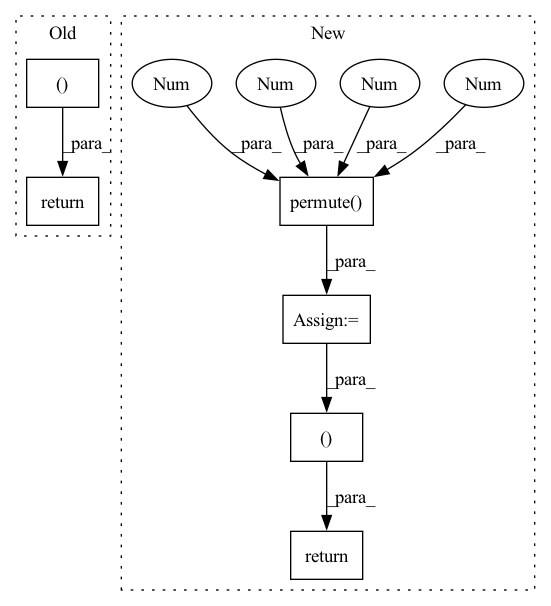 Old
New
()
Num
Num
Num
Num
_para_
_para_
_para_
_para_
_para_
return
permute()
_para_
Assign:=
_para_
()
_para_
return